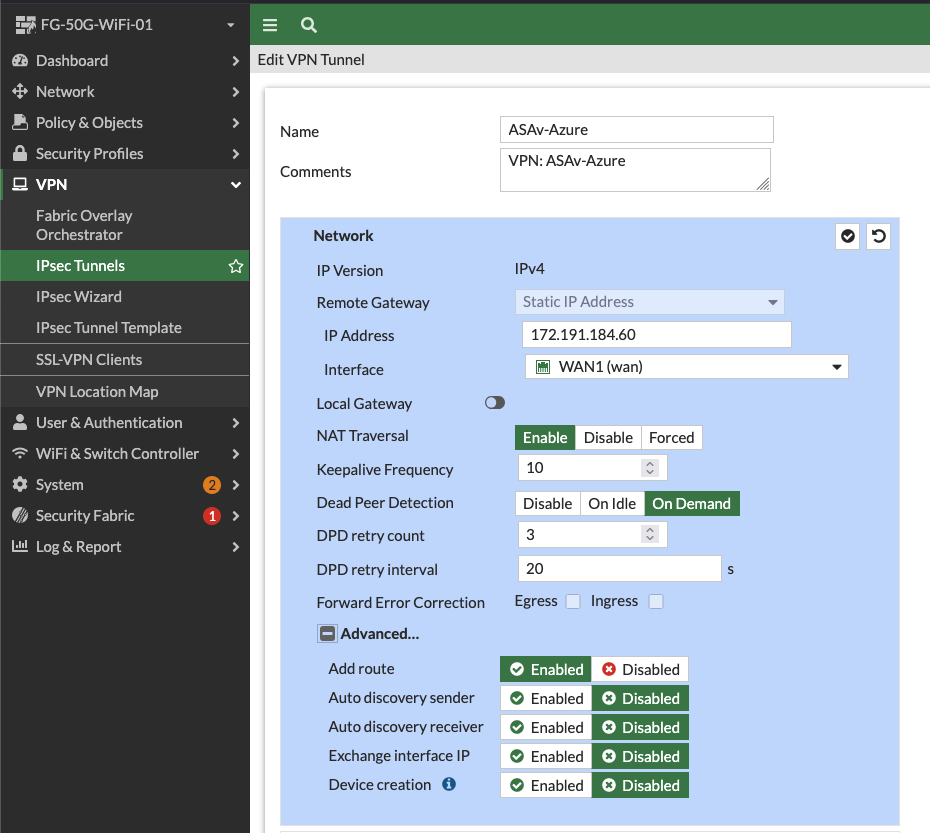 FG-50G-WiFi-01
Dashboard
Network
Policy & Objects
Security Profiles
VPN
Fabric Overlay
Orchestrator
IPsec Tunnels
IPsec Wizard
IPsec Tunnel Template
SSL-VPN Clients
VPN Location Map
User & Authentication
WiFi & Switch Controller
System 2
Security Fabric 1
Log & Report
Edit VPN Tunnel
Name ASAv-Azure
Comments VPN: ASAv-Azure
Network
IP Version IPv4
Remote Gateway Static IP Address
IP Address 172.191.184.60
Interface WAN1 (wan)
Local Gateway
NAT Traversal Enable Disable Forced
Keepalive Frequency 10
Dead Peer Detection Disable On Idle On Demand
DPD retry count 3
DPD retry interval 20 s
Forward Error Correction Egress Ingress
Advanced...
Add route Enabled Disabled
Auto discovery sender Enabled Disabled
Auto discovery receiver Enabled Disabled
Exchange interface IP Enabled Disabled
Device creation Enabled Disabled